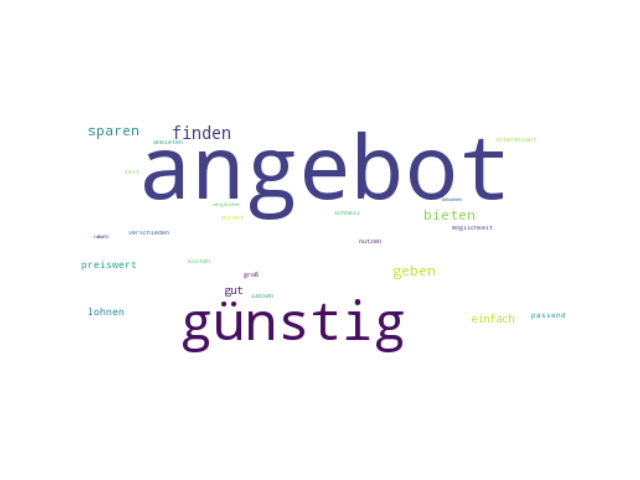 sparen
finden
anbieten
interessant
angebot
zeit
vergleichen
bekommen
direkt
schnell
bieten
möglichkeit
rabatt
verschieden
nutzen
preiswert
kosten
groß
geben
gut
lassen
günstig
lohnen
einfach
passend